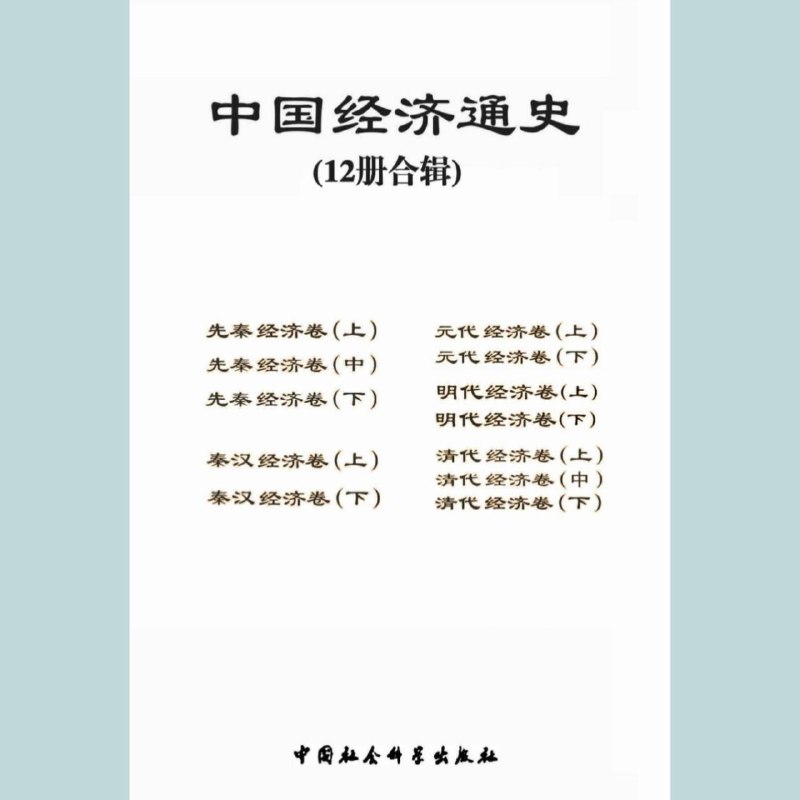 中国经济通史
(12册合辑)
先秦经济卷(上)
先秦经济卷(中)
先秦经济卷(下)
秦汉经济卷(上)
秦汉经济卷(下)
元代经济卷(上)
元代经济卷(下)
明代经济卷(上)
明代经济卷(下)
清代经济卷(上)
清代经济卷(中)
清代经济卷(下)
中国社会科学出版社